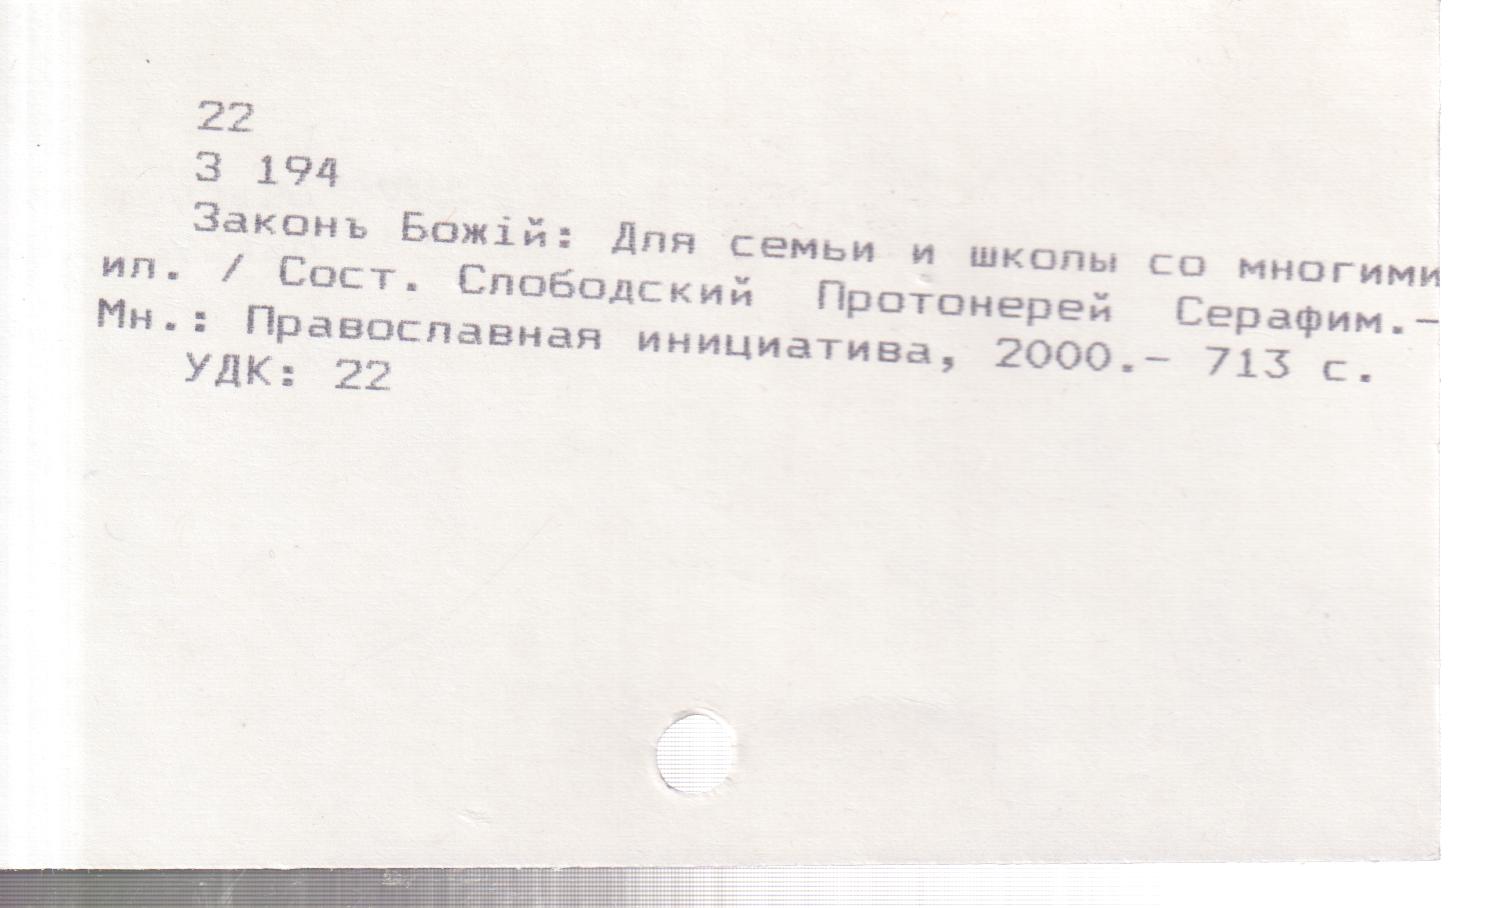 22
З 194
Законъ Божій: Для семьи и школы со многими
ил. / Сост. Слободский Протонерей Серафим.-
Мн.: Православная инициатива, 2000.- 713 с.
УДК: 22